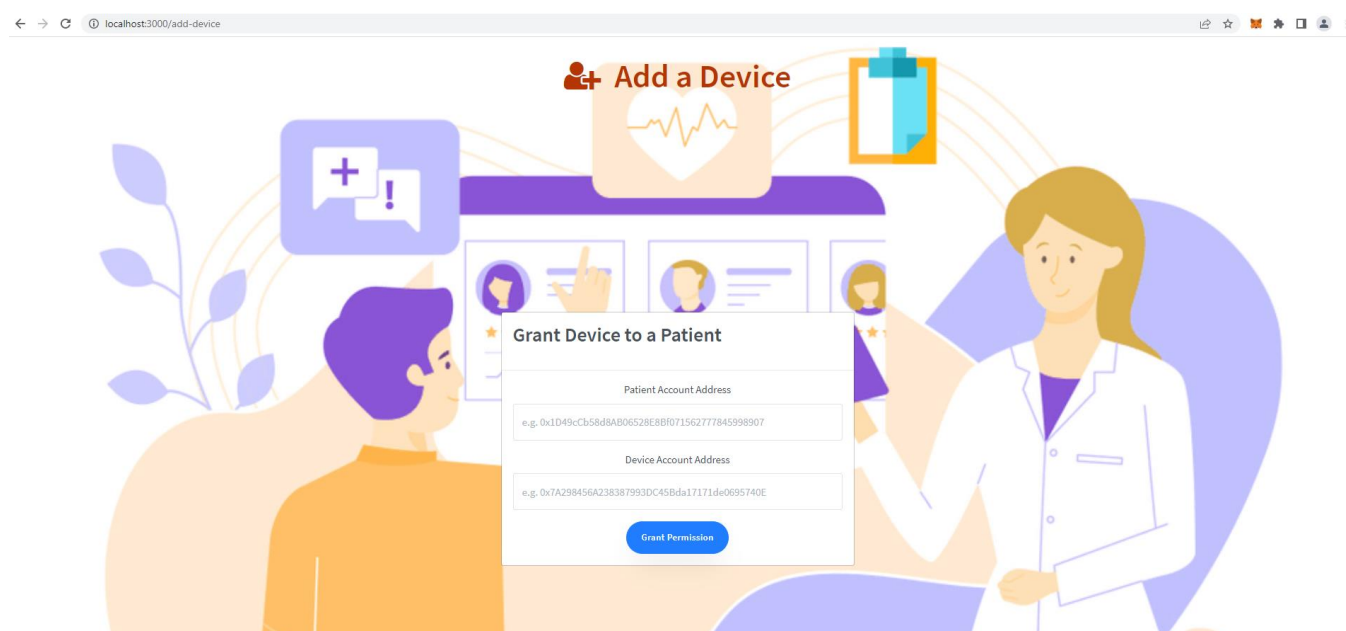 localhost:3000/add-device
Add a Device
Grant Device to a Patient
Patient Account Address
e.g. 0x1D49cCb58d8AB06528E8Bf071562777845998907
Device Account Address
e.g. 0x7A298456A238387993DC45Bda17171de0695740E
Grant Permission